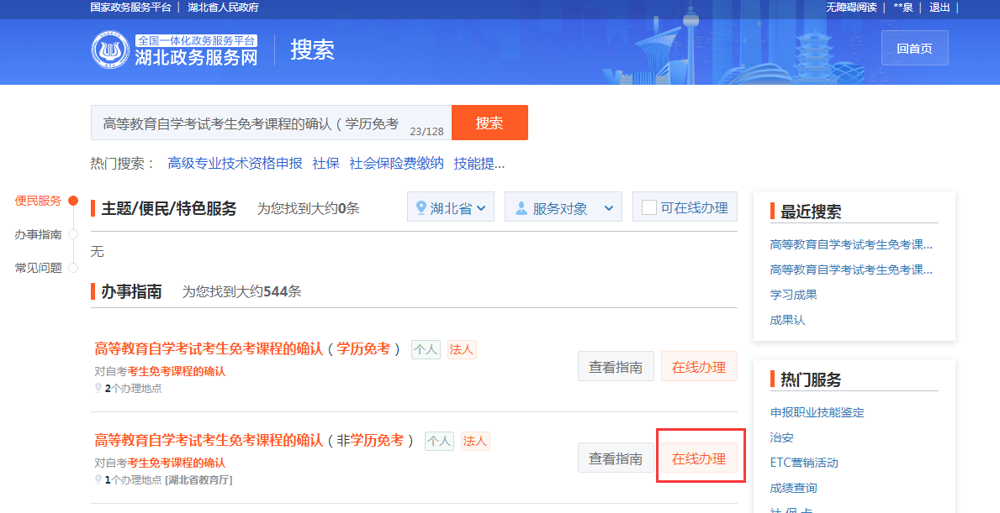 国家政务服务平台 | 湖北省人民政府
无障碍阅读 | **泉 | 退出 |
全国一体化政务服务平台
湖北政务服务网
搜索
回首页
高等教育自学考试考生免考课程的确认（学历免考
23/128
搜索
热门搜索： 高级专业技术资格申报 社保 社会保险费缴纳 技能提...
便民服务
办事指南
常见问题
主题/便民/特色服务 为您找到大约0条
湖北省
服务对象
可在线办理
无
办事指南 为您找到大约544条
高等教育自学考试考生免考课程的确认（学历免考） 个人 法人
对自考考生免考课程的确认
2个办理地点
查看指南 在线办理
高等教育自学考试考生免考课程的确认（非学历免考） 个人 法人
对自考考生免考课程的确认
1个办理地点 [湖北省教育厅]
查看指南 在线办理
最近搜索
高等教育自学考试考生免考课...
高等教育自学考试考生免考课...
学习成果
成果认
热门服务
申报职业技能鉴定
治安
ETC营销活动
成绩查询
社 保 卡